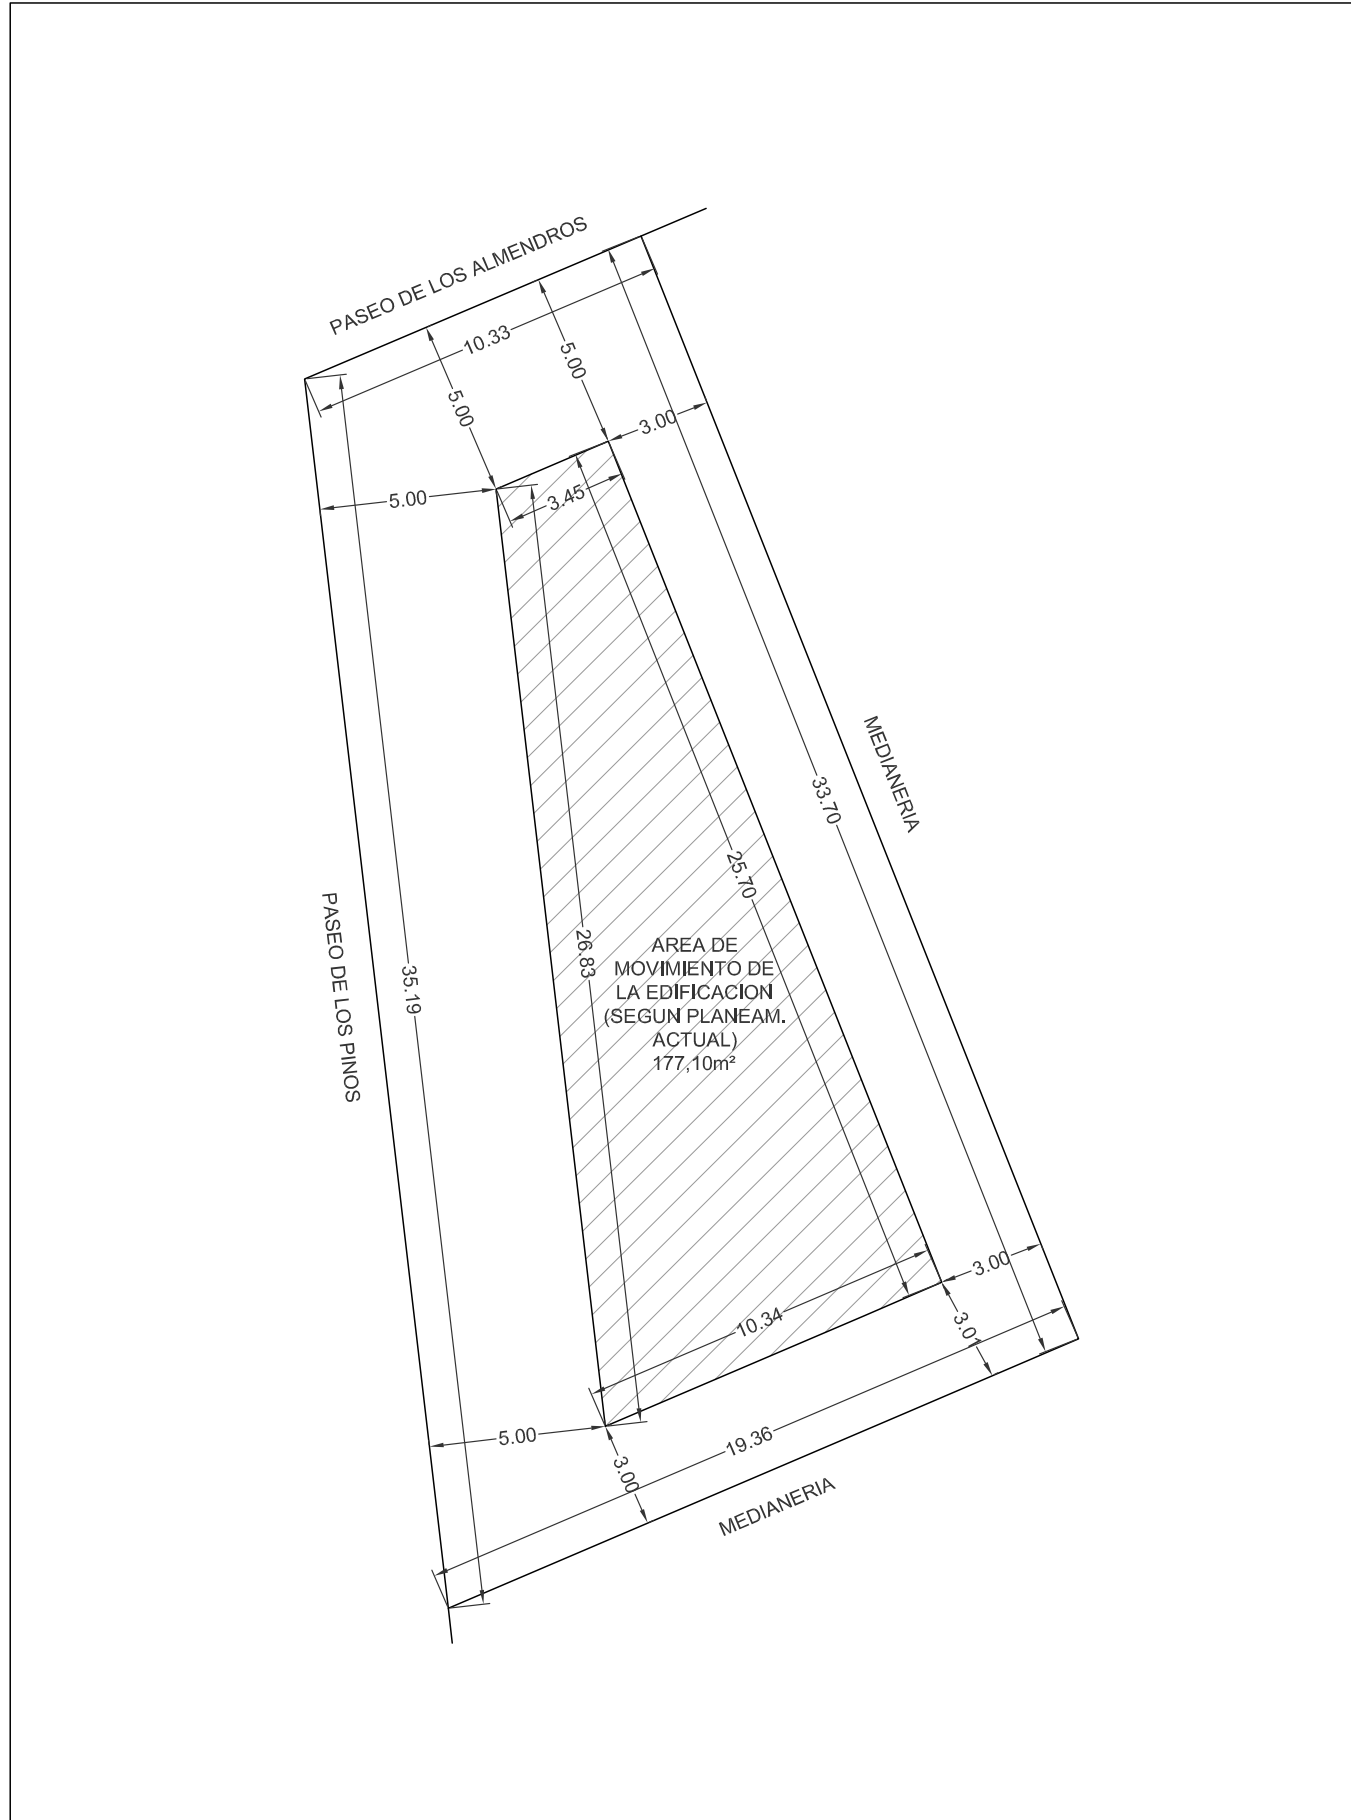 PASEO DE LOS ALMENDROS
10.33
5.00
5.00
3.00
5.00
3.45
MEDIANERIA
33.70
25.70
PASEO DE LOS PINOS
35.19
26.83
AREA DE
MOVIMIENTO DE
LA EDIFICACION
(SEGUN PLANEAM.
ACTUAL)
177,10m²
3.00
10.34
3.01
5.00
19.36
3.00
MEDIANERIA